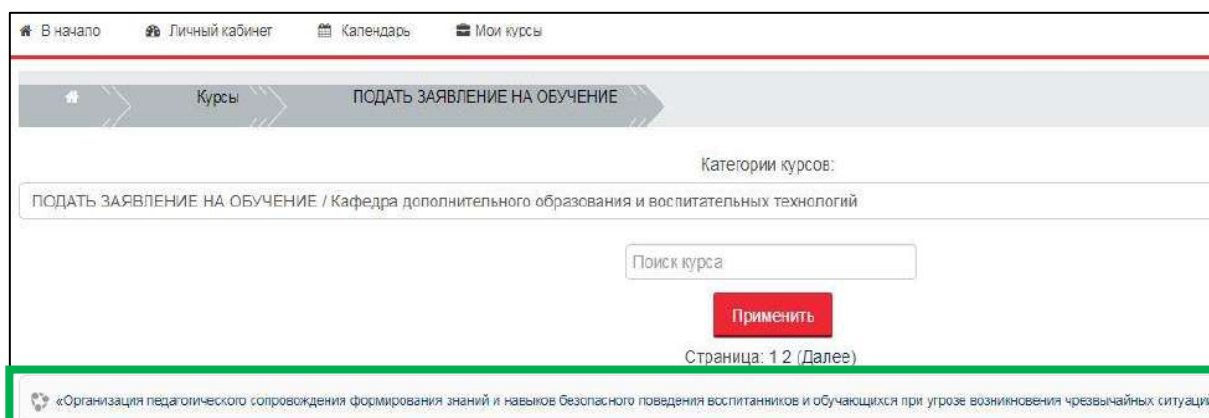 В начало Личный кабинет Календарь Мои курсы
Курсы ПОДАТЬ ЗАЯВЛЕНИЕ НА ОБУЧЕНИЕ
Категории курсов:
ПОДАТЬ ЗАЯВЛЕНИЕ НА ОБУЧЕНИЕ / Кафедра дополнительного образования и воспитательных технологий
Поиск курса
Применить
Страница: 1 2 (Далее)
«Организация педагогического сопровождения формирования знаний и навыков безопасного поведения воспитанников и обучающихся при угрозе возникновения чрезвычайных ситуаци